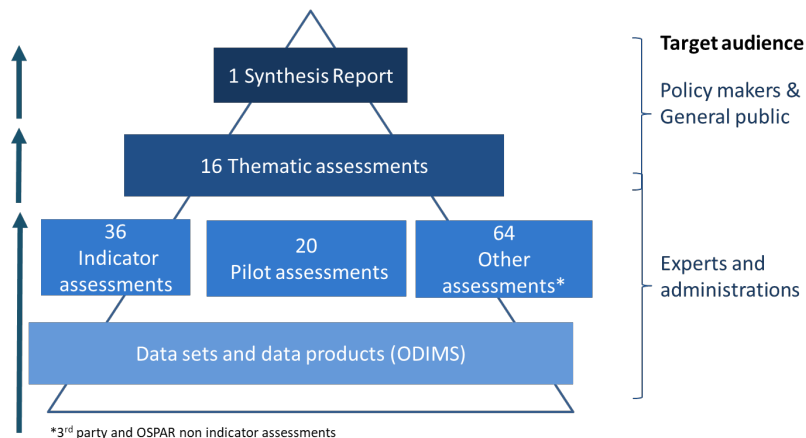 Target audience
1 Synthesis Report
Policy makers &
General public
16 Thematic assessments
36
Indicator
assessments
20
Pilot assessments
64
Other
assessments*
Experts and
administrations
Data sets and data products (ODIMS)
*3rd party and OSPAR non indicator assessments